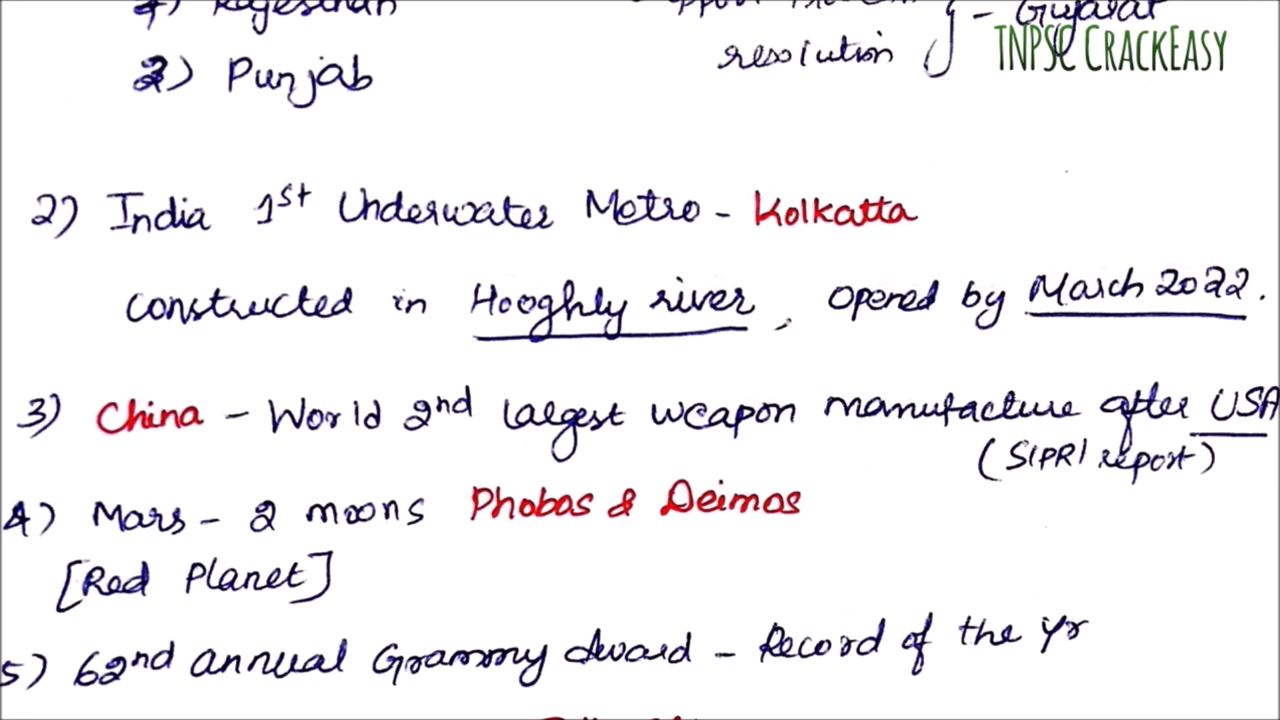 Gujarat
resolution
TNPSC CRACKEASY
2) Punjab
2) India 1st Underwater Metro - Kolkatta
constructed in Hooghly river, opened by March 2022.
3) China - World 2nd largest weapon manufacture after USA
(SIPRI report)
4) Mars - 2 moons Phobos & Deimos
[Red Planet]
5) 62nd annual Grammy Award - Record of the yr